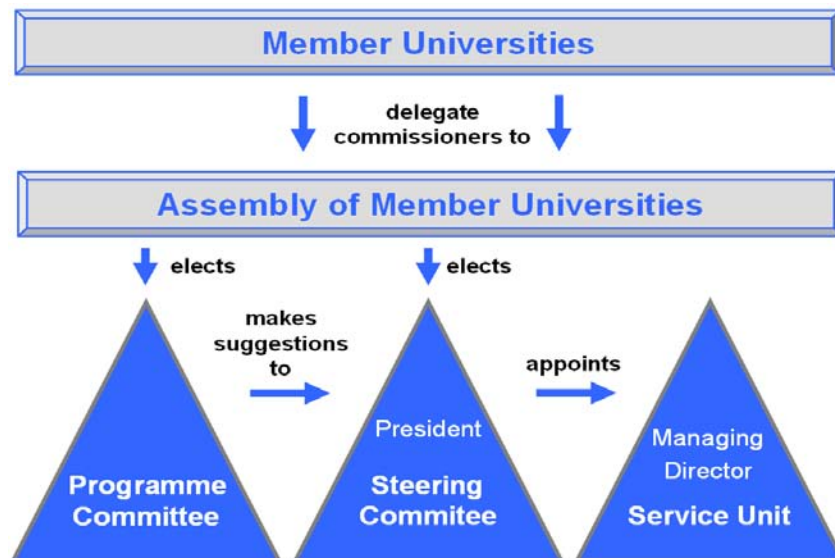 Member Universities
delegate
commissioners to
Assembly of Member Universities
elects
elects
makes
suggestions
to
appoints
Programme
Committee
President
Steering
Commitee
Managing
Director
Service Unit